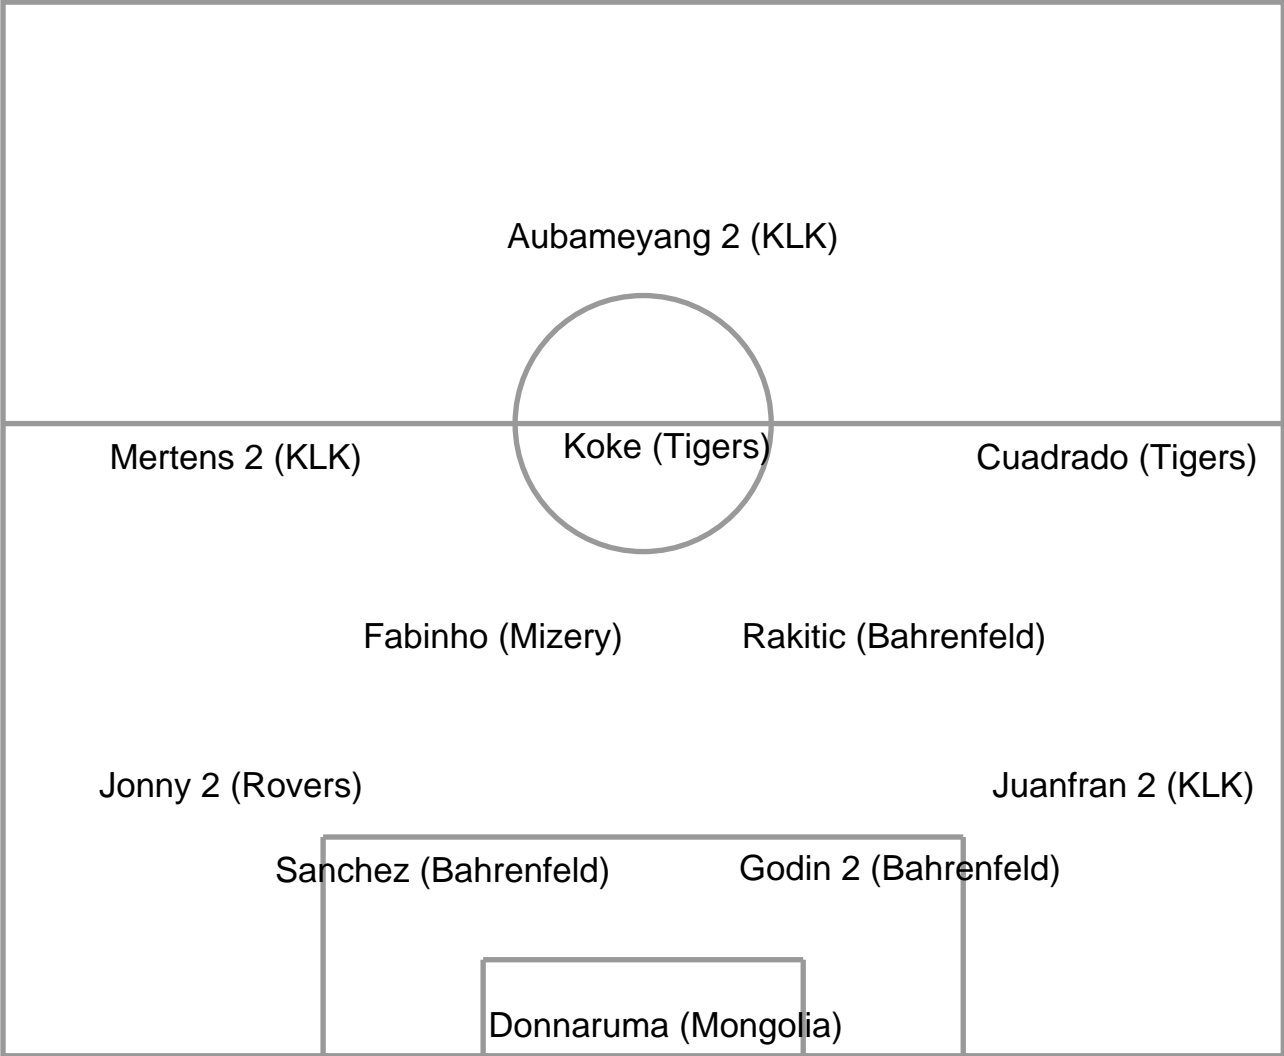 Aubameyang 2 (KLK)
Mertens 2 (KLK)
Koke (Tigers)
Cuadrado (Tigers)
Fabinho (Mizery)
Rakitic (Bahrenfeld)
Jonny 2 (Rovers)
Juanfran 2 (KLK)
Sanchez (Bahrenfeld)
Godin 2 (Bahrenfeld)
Donnaruma (Mongolia)